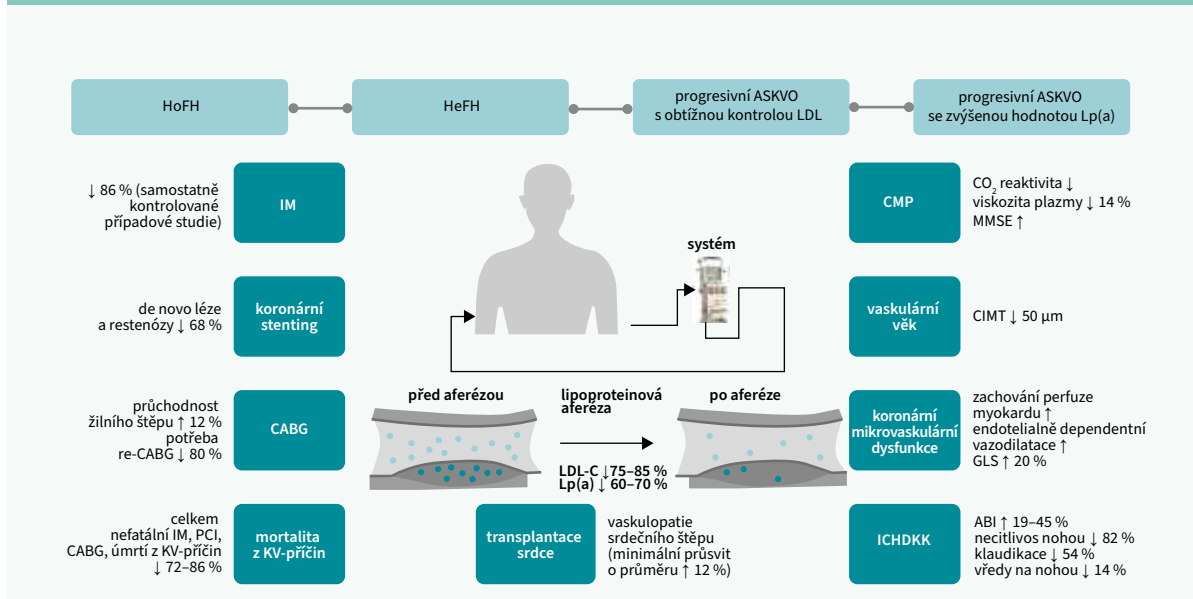 HoFH
HeFH
progresivní ASKVO
s obtížnou kontrolou LDL
progresivní ASKVO
se zvýšenou hodnotou Lp(a)
↓ 86 % (samostatně
kontrolované
případové studie)
IM
systém
CMP
CO₂ reaktivita ↓
viskozita plazmy ↓ 14 %
MMSE ↑
de novo léze
a restenózy ↓ 68 %
koronární
stenting
vaskulární
věk
CIMT ↓ 50 µm
průchodnost
žilního štěpu ↑ 12 %
potřeba
re-CABG ↓ 80 %
CABG
před aferézou
lipoproteinová
aferéza
po aferéze
LDL-C ↓75–85 %
Lp(a) ↓ 60–70 %
koronární
mikrovaskulární
dysfunkce
zachování perfuze
myokardu ↑
endotelialně dependentní
vazodilatace ↑
GLS ↑ 20 %
celkem
nefatální IM, PCI,
CABG, úmrtí z KV-příčin
↓ 72–86 %
mortalita
z KV-příčin
transplantace
srdce
vaskulopatie
srdečního štěpu
(minimální průsvit
o průměru ↑ 12 %)
ICHDKK
ABI ↑ 19–45 %
necitlivos nohou ↓ 82 %
klaudikace ↓ 54 %
vředy na nohou ↓ 14 %